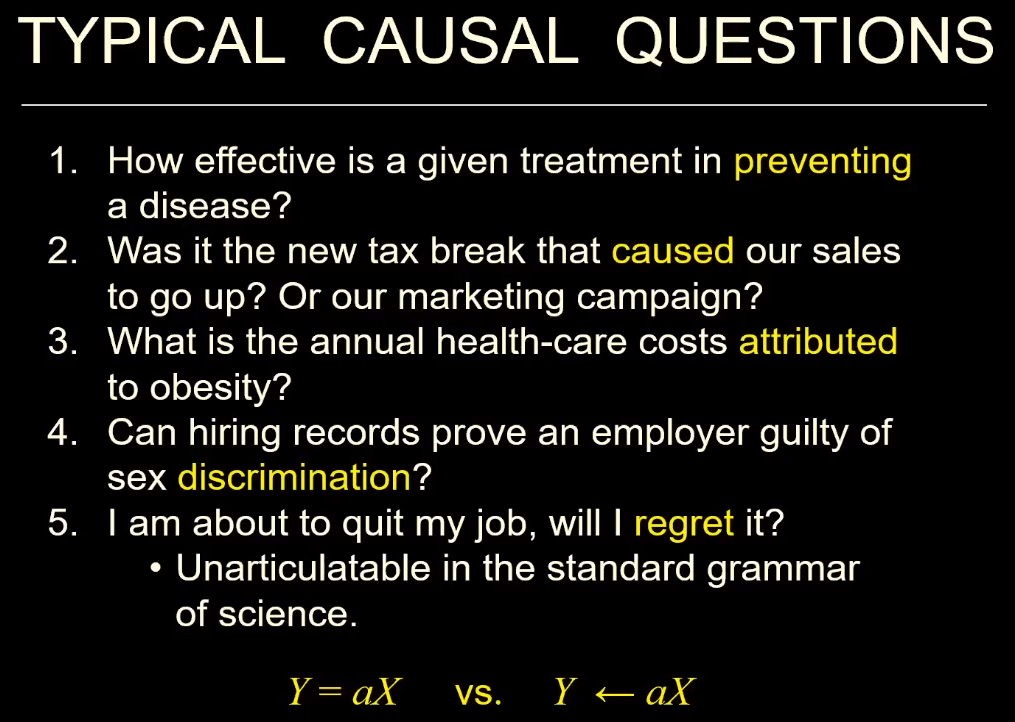 TYPICAL CAUSAL QUESTIONS
1. How effective is a given treatment in preventing
a disease?
2. Was it the new tax break that caused our sales
to go up? Or our marketing campaign?
3. What is the annual health-care costs attributed
to obesity?
4. Can hiring records prove an employer guilty of
sex discrimination?
5. I am about to quit my job, will I regret it?
• Unarticulatable in the standard grammar
of science.
Y = aX vs. Y ← aX